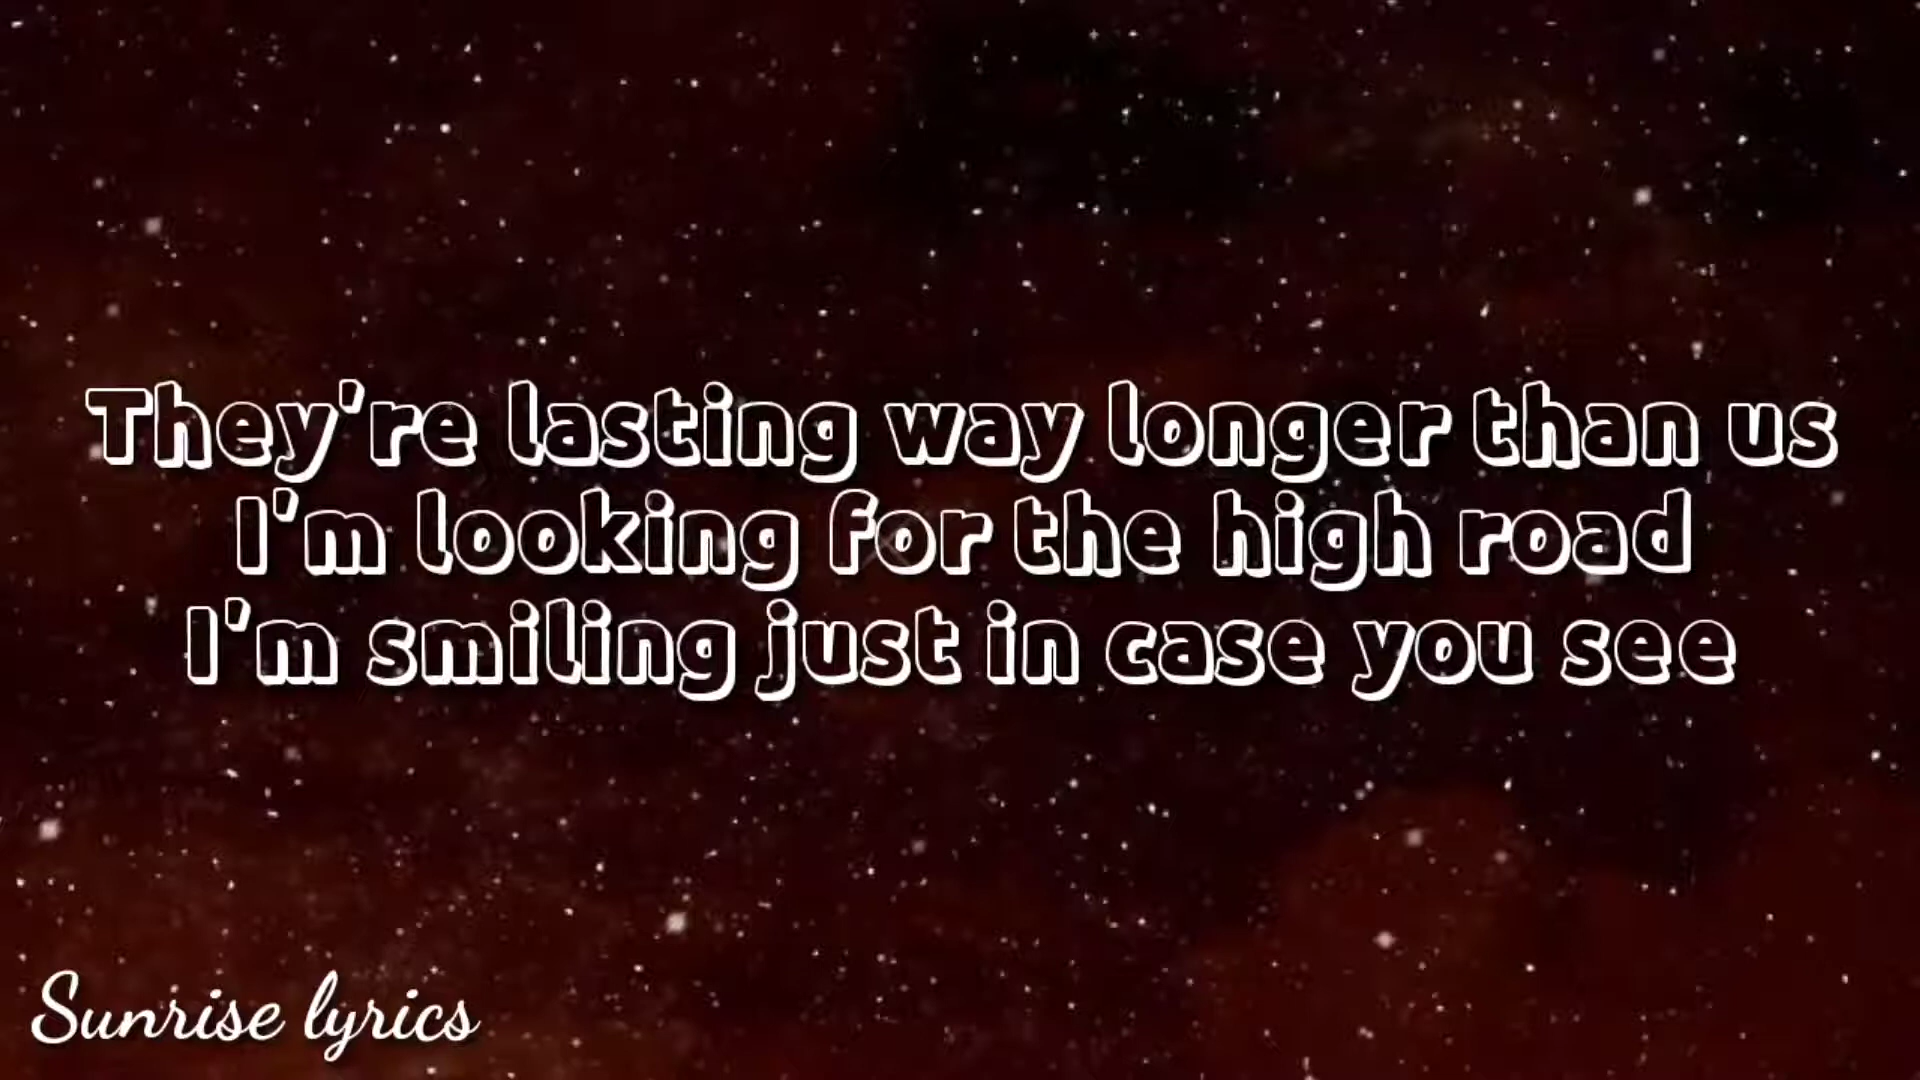 They're lasting way longer than us
I'm looking for the high road
I'm smiling just in case you see
Sunrise lyrics